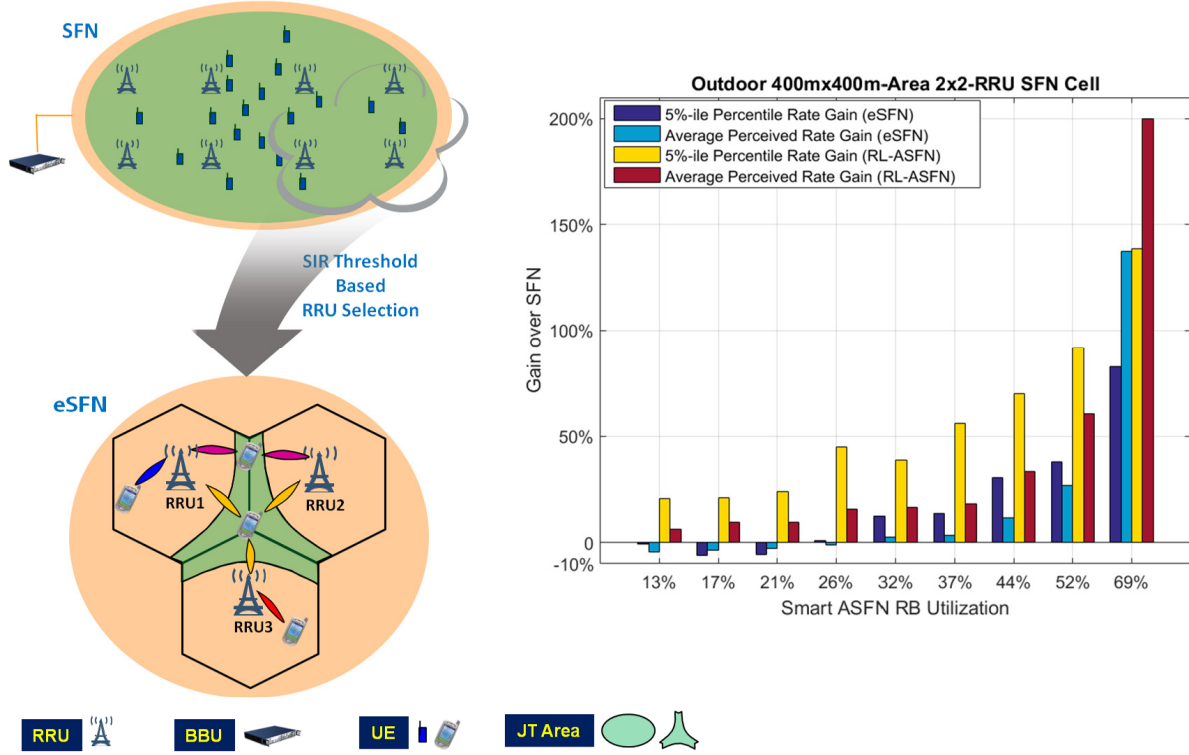 SFN
SIR Threshold
Based
RRU Selection
eSFN
RRU1
RRU2
RRU3
Outdoor 400mx400m-Area 2x2-RRU SFN Cell
5%-ile Percentile Rate Gain (eSFN)
Average Perceived Rate Gain (eSFN)
5%-ile Percentile Rate Gain (RL-ASFN)
Average Perceived Rate Gain (RL-ASFN)
Gain over SFN
200%
150%
100%
50%
0
-10%
13% 17% 21% 26% 32% 37% 44% 52% 69%
Smart ASFN RB Utilization
RRU BBU UE JT Area